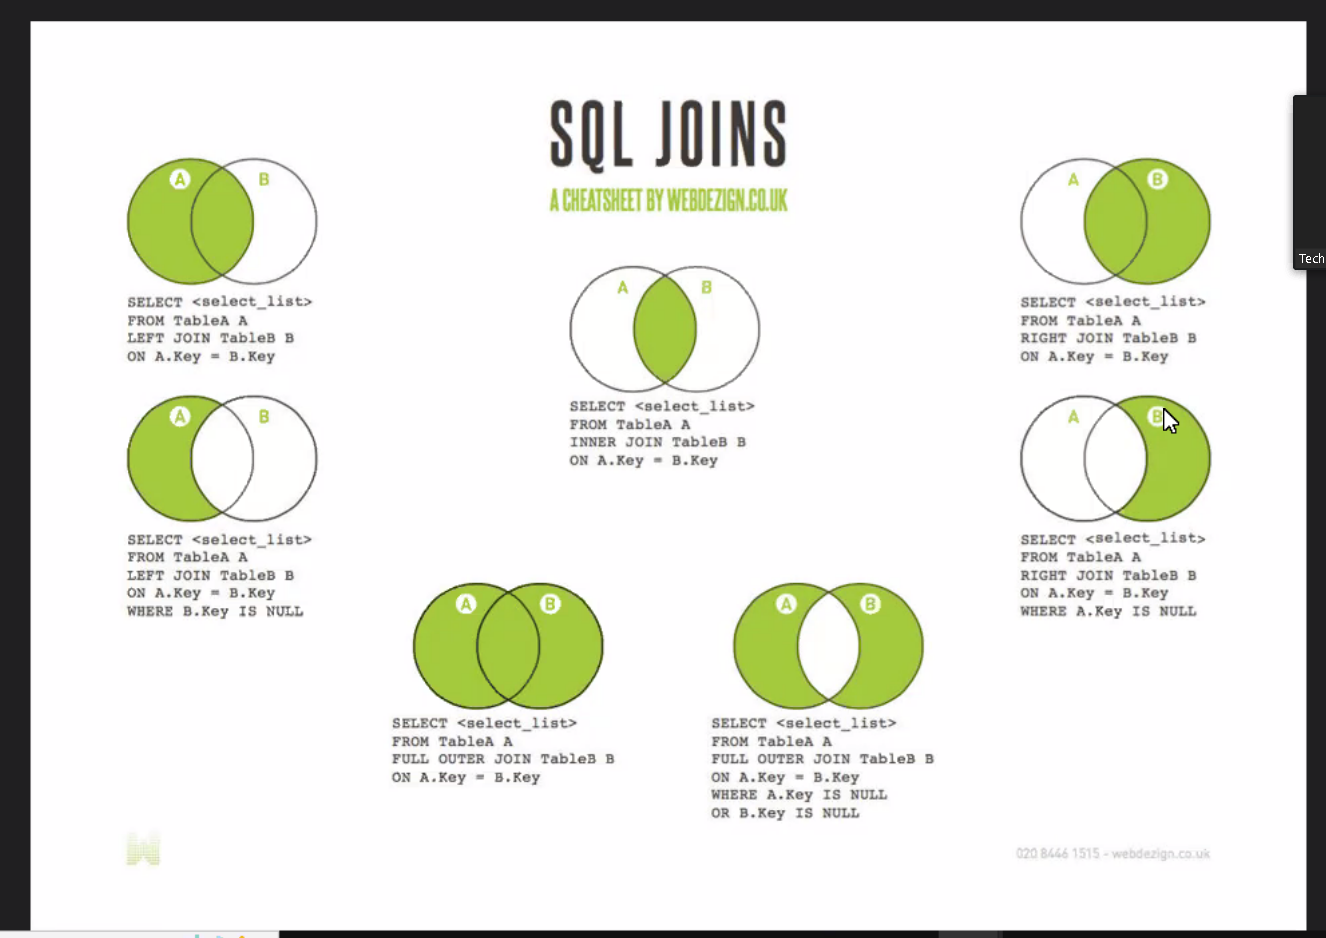 SQL JOINS
A CHEATSHEET BY WEBDEZIGN.CO.UK
A B
SELECT <select_list>
FROM TableA A
LEFT JOIN TableB B
ON A.Key = B.Key
A B
SELECT <select_list>
FROM TableA A
INNER JOIN TableB B
ON A.Key = B.Key
A B
SELECT <select_list>
FROM TableA A
RIGHT JOIN TableB B
ON A.Key = B.Key
A B
SELECT <select_list>
FROM TableA A
LEFT JOIN TableB B
ON A.Key = B.Key
WHERE B.Key IS NULL
A B
SELECT <select_list>
FROM TableA A
RIGHT JOIN TableB B
ON A.Key = B.Key
WHERE A.Key IS NULL
A B
SELECT <select_list>
FROM TableA A
FULL OUTER JOIN TableB B
ON A.Key = B.Key
A B
SELECT <select_list>
FROM TableA A
FULL OUTER JOIN TableB B
ON A.Key = B.Key
WHERE A.Key IS NULL
OR B.Key IS NULL
W
020 8446 1515 - webdezign.co.uk
Tech